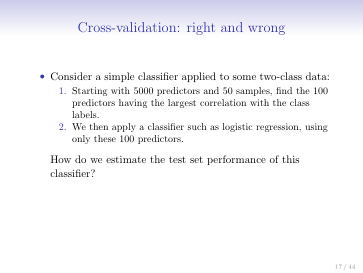 Cross-validation: right and wrong
• Consider a simple classifier applied to some two-class data:
1. Starting with 5000 predictors and 50 samples, find the 100
predictors having the largest correlation with the class
labels.
2. We then apply a classifier such as logistic regression, using
only these 100 predictors.
How do we estimate the test set performance of this
classifier?
17 / 44